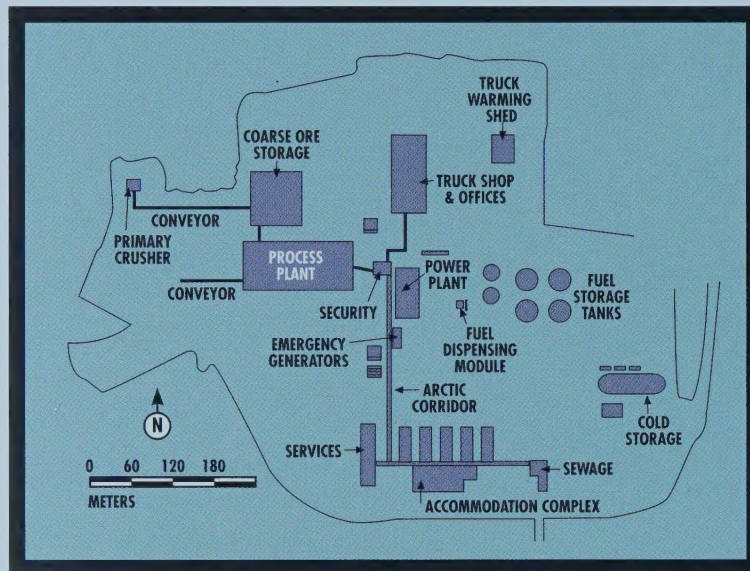 TRUCK
WARMING
SHED
COARSE ORE
STORAGE
TRUCK SHOP
& OFFICES
CONVEYOR
PRIMARY
CRUSHER
PROCESS
PLANT
POWER
PLANT
CONVEYOR
SECURITY
FUEL
STORAGE
TANKS
EMERGENCY
GENERATORS
FUEL
DISPENSING
MODULE
ARCTIC
CORRIDOR
N
COLD
STORAGE
SERVICES
0 60 120 180
METERS
SEWAGE
ACCOMMODATION COMPLEX